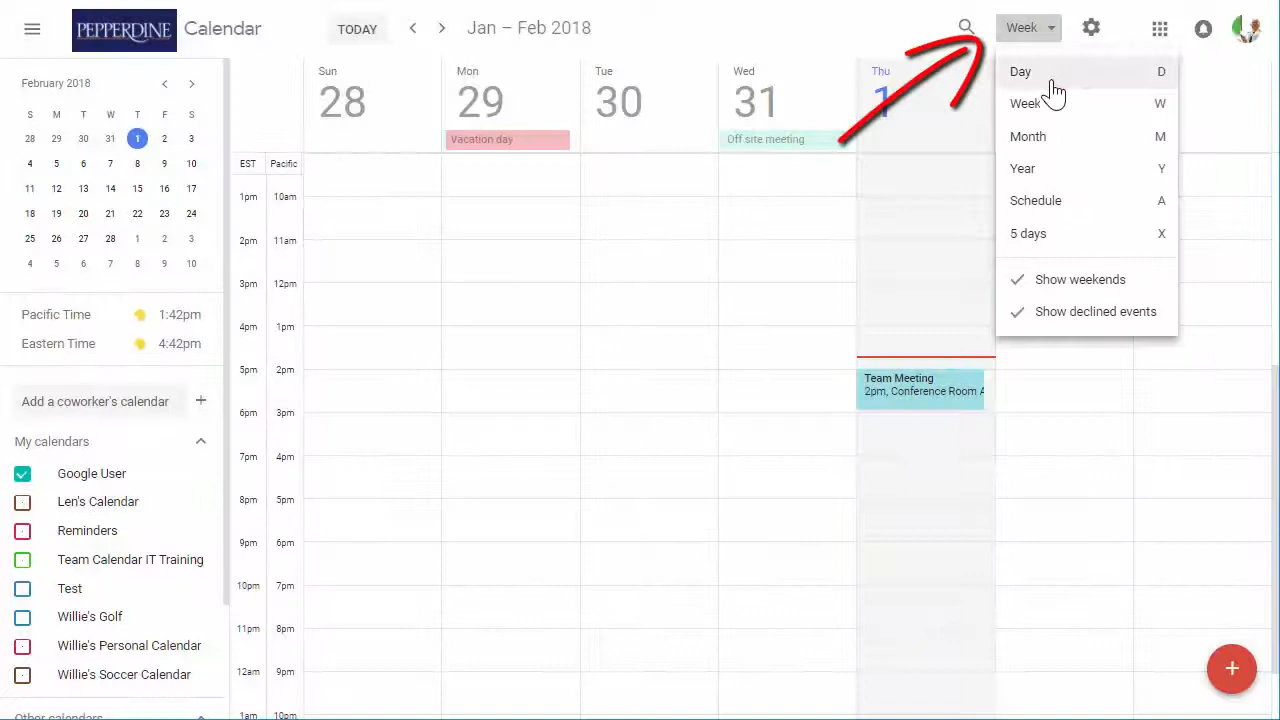 PEPPERDINE
Calendar
TODAY
Jan – Feb 2018
Week
February 2018
S M T W T F S
28 29 30 31 1 2 3
4 5 6 7 8 9 10
11 12 13 14 15 16 17
18 19 20 21 22 23 24
25 26 27 28 1 2 3
4 5 6 7 8 9 10
Pacific Time 1:42pm
Eastern Time 4:42pm
Add a coworker's calendar +
My calendars
Google User
Len's Calendar
Reminders
Team Calendar IT Training
Test
Willie's Golf
Willie's Personal Calendar
Willie's Soccer Calendar
Other calendars
Sun Mon Tue Wed Thu
28 29 30 31 1
Vacation day
Off site meeting
EST Pacific
1pm 10am
2pm 11am
3pm 12pm
4pm 1pm
5pm 2pm
6pm 3pm
7pm 4pm
8pm 5pm
9pm 6pm
10pm 7pm
11pm 8pm
12am 9pm
1am 10pm
Team Meeting
2pm, Conference Room A
Day D
Week W
Month M
Year Y
Schedule A
5 days X
Show weekends
Show declined events
+